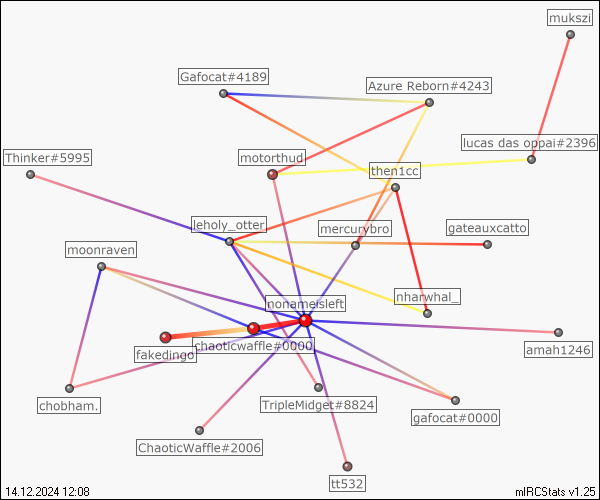 mukszi
Gafocat#4189
Azure Reborn#4243
lucas das oppai#2396
Thinker#5995
motorthud
then1cc
leholy_otter
mercurybro
gateauxcatto
moonraven
nonameisleft
nharwhal_
chaoticwaffle#0000
fakedingo
amah1246
chobham.
TripleMidget#8824
gafocat#0000
ChaoticWaffle#2006
tt532
14.12.2024 12:08
mIRCStats v1.25